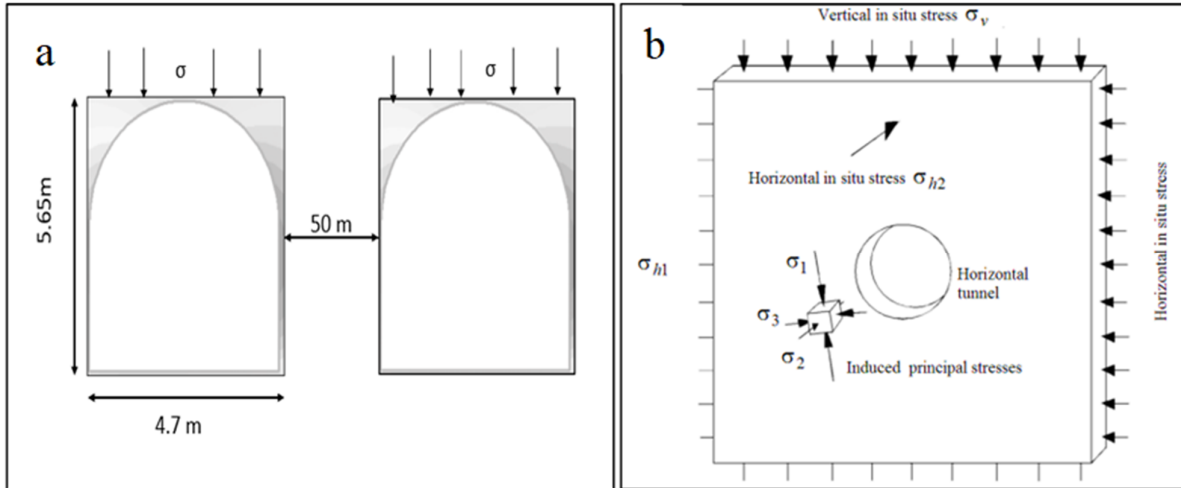 a
σ
σ
5.65m
50 m
4.7 m
b
Vertical in situ stress σv
Horizontal in situ stress σh2
σh1
Horizontal in situ stress
σ1
σ3
σ2
Horizontal
tunnel
Induced principal stresses